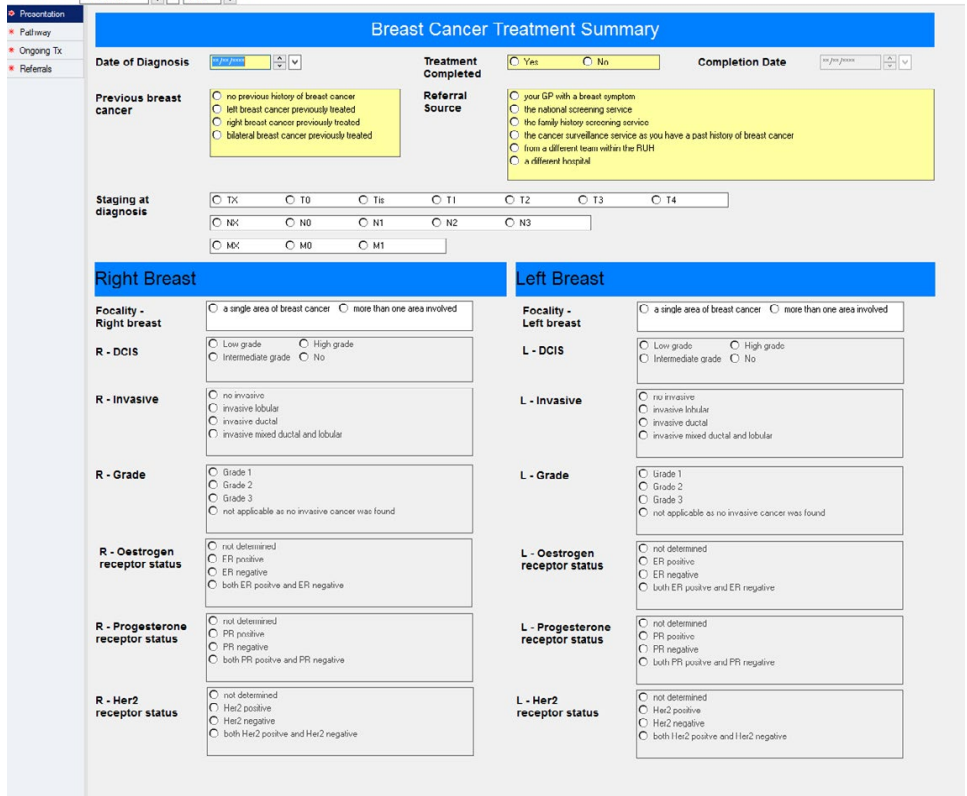 Presentation
Pathway
Ongoing Tx
Referrals
Breast Cancer Treatment Summary
Date of Diagnosis **/**/****
Treatment Completed Yes No
Completion Date **/**/****
Previous breast cancer
no previous history of breast cancer
left breast cancer previously treated
right breast cancer previously treated
bilateral breast cancer previously treated
Referral Source
your GP with a breast symptom
the national screening service
the family history screening service
the cancer surveillance service as you have a past history of breast cancer
from a different team within the RUH
a different hospital
Staging at diagnosis
TX T0 Tis T1 T2 T3 T4
NX N0 N1 N2 N3
MX M0 M1
Right Breast
Focality - Right breast
a single area of breast cancer more than one area involved
R - DCIS
Low grade High grade
Intermediate grade No
R - Invasive
no invasive
invasive lobular
invasive ductal
invasive mixed ductal and lobular
R - Grade
Grade 1
Grade 2
Grade 3
not applicable as no invasive cancer was found
R - Oestrogen receptor status
not determined
ER positive
ER negative
both ER positve and ER negative
R - Progesterone receptor status
not determined
PR positive
PR negative
both PR positve and PR negative
R - Her2 receptor status
not determined
Her2 positive
Her2 negative
both Her2 positve and Her2 negative
Left Breast
Focality - Left breast
a single area of breast cancer more than one area involved
L - DCIS
Low grade High grade
Intermediate grade No
L - Invasive
no invasive
invasive lobular
invasive ductal
invasive mixed ductal and lobular
L - Grade
Grade 1
Grade 2
Grade 3
not applicable as no invasive cancer was found
L - Oestrogen receptor status
not determined
ER positive
ER negative
both ER positve and ER negative
L - Progesterone receptor status
not determined
PR positive
PR negative
both PR positve and PR negative
L - Her2 receptor status
not determined
Her2 positive
Her2 negative
both Her2 positve and Her2 negative